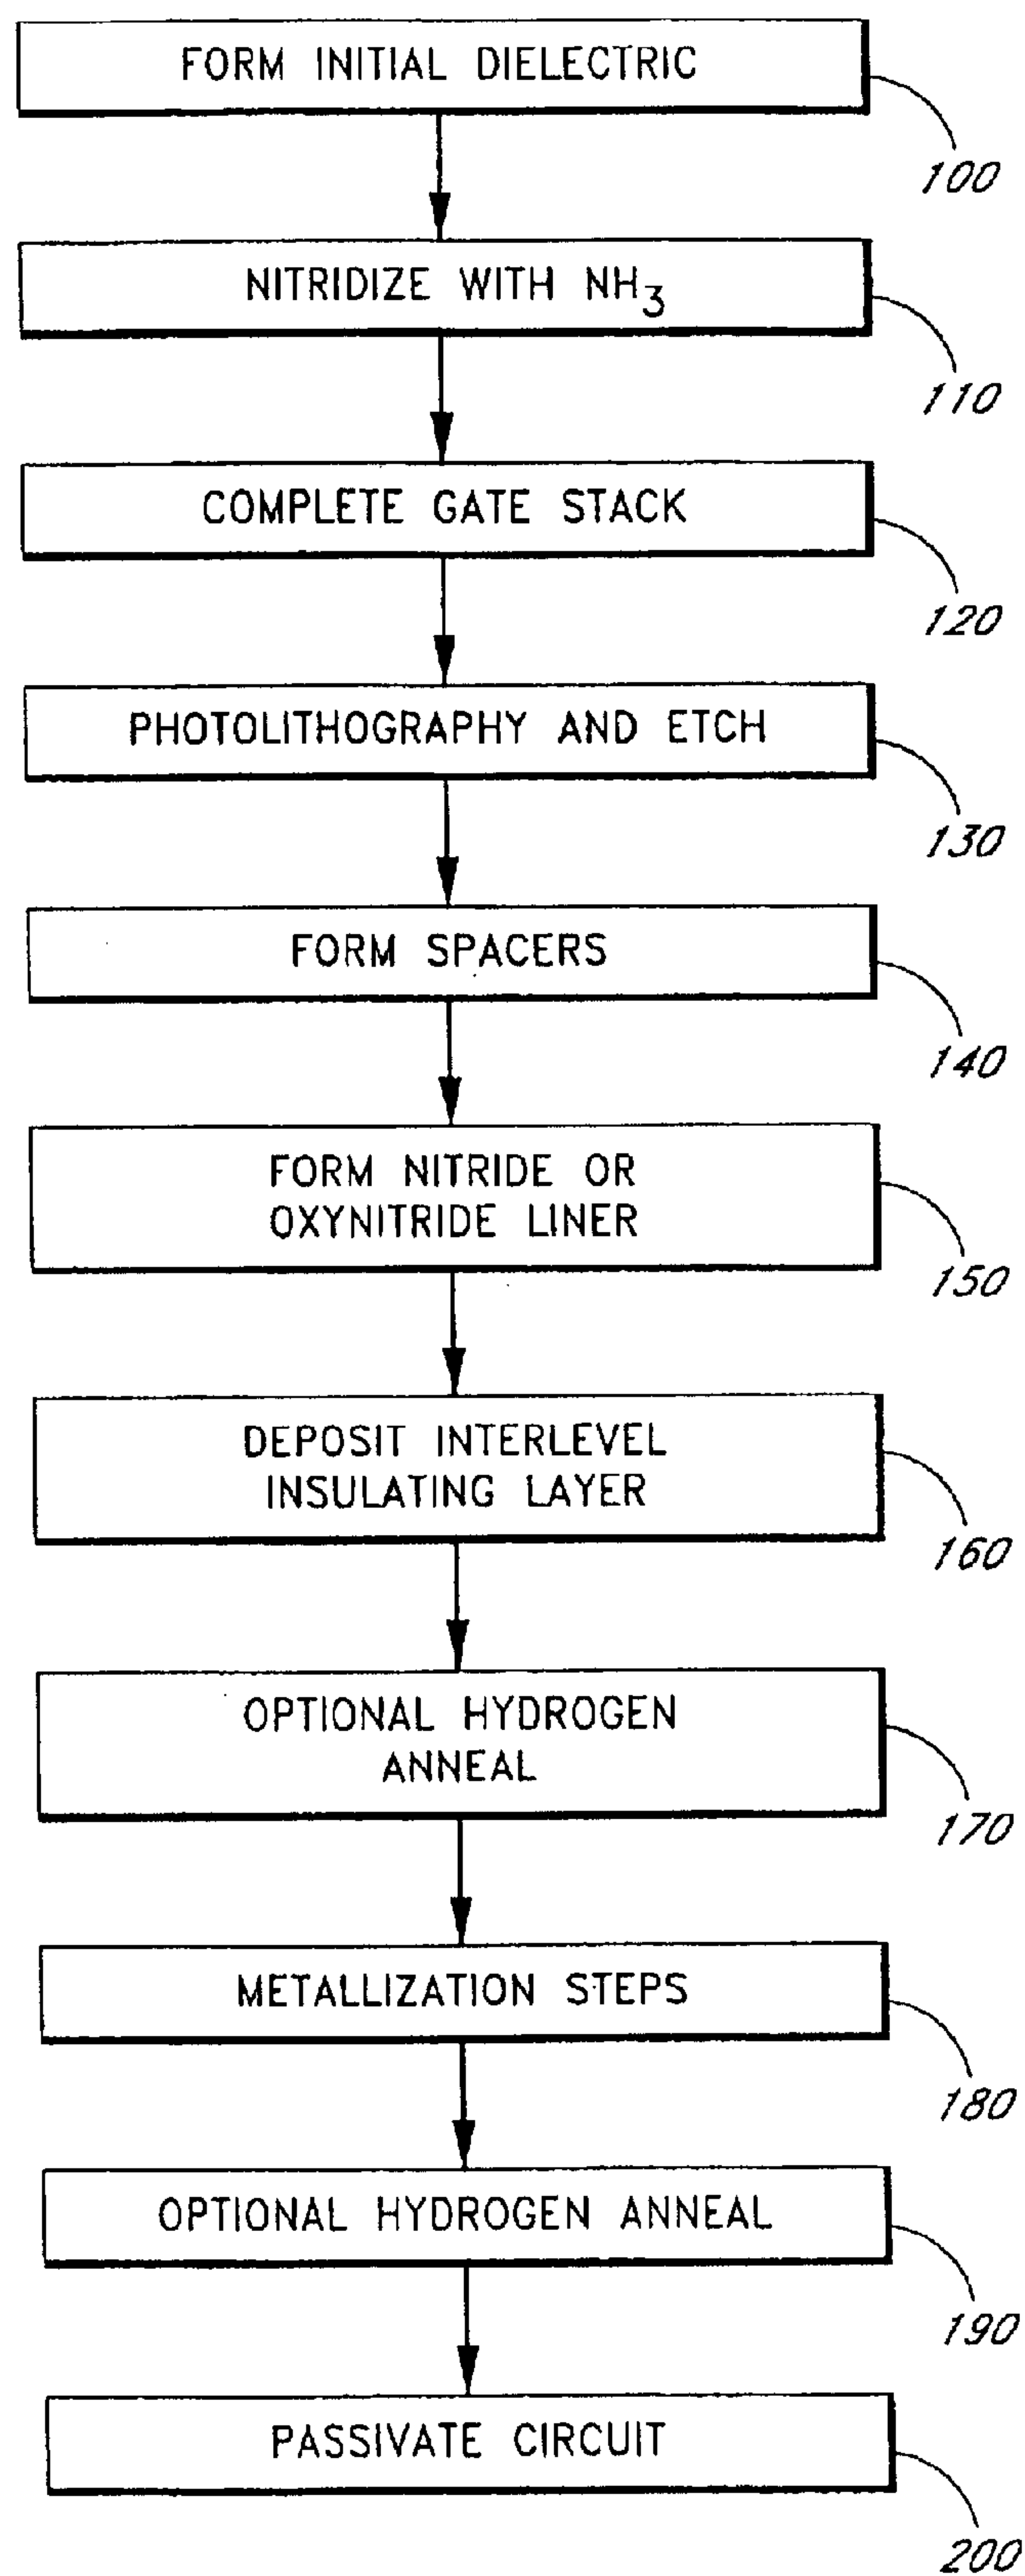 FORM INITIAL DIELECTRIC
100
NITRIDIZE WITH NH3
110
COMPLETE GATE STACK
120
PHOTOLITHOGRAPHY AND ETCH
130
FORM SPACERS
140
FORM NITRIDE OR
OXYNITRIDE LINER
150
DEPOSIT INTERLEVEL
INSULATING LAYER
160
OPTIONAL HYDROGEN
ANNEAL
170
METALLIZATION STEPS
180
OPTIONAL HYDROGEN ANNEAL
190
PASSIVATE CIRCUIT
200